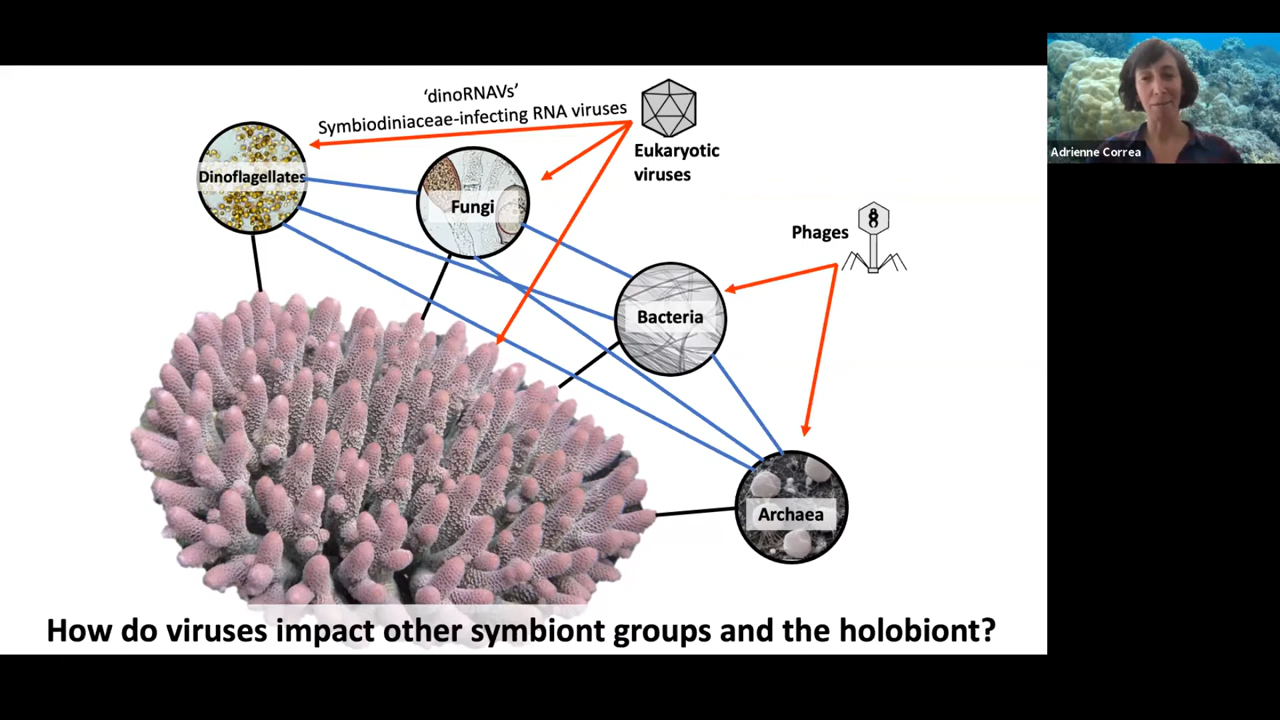 ‘dinoRNAVs’
Symbiodiniaceae-infecting RNA viruses
Eukaryotic
viruses
Dinoflagellates
Fungi
Phages
Bacteria
Archaea
How do viruses impact other symbiont groups and the holobiont?
Adrienne Correa